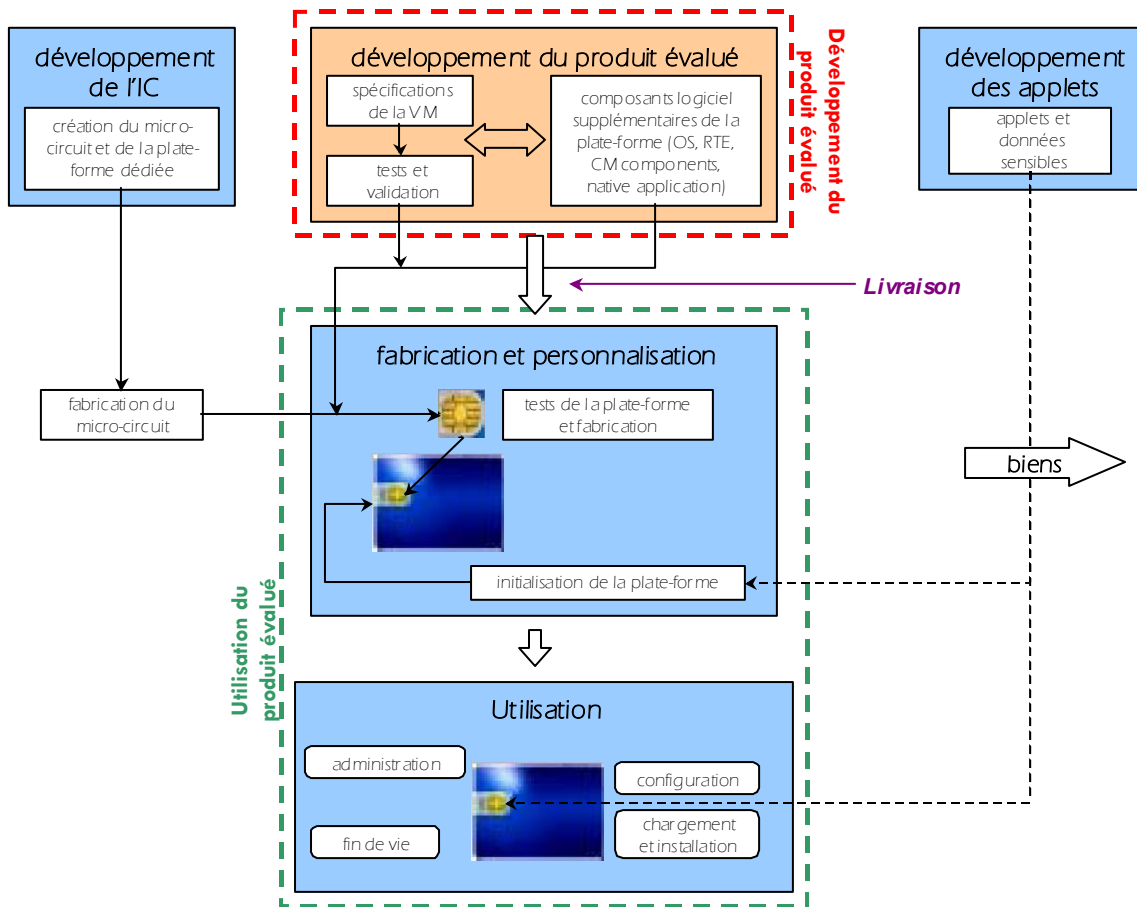 développement
de l'IC
création du micro-
circuit et de la plate-
forme dédiée
développement du produit évalué
spécifications
de la VM
tests et
validation
composants logiciel
supplémentaires de la
plate-forme (OS, RTE,
CM components,
native application)
Développement du
produit évalué
développement
des applets
applets et
données
sensibles
Livraison
fabrication et personnalisation
fabrication du
micro-circuit
tests de la plate-forme
et fabrication
biens
initialisation de la plate-forme
Utilisation du
produit évalué
Utilisation
administration
configuration
chargement
et installation
fin de vie